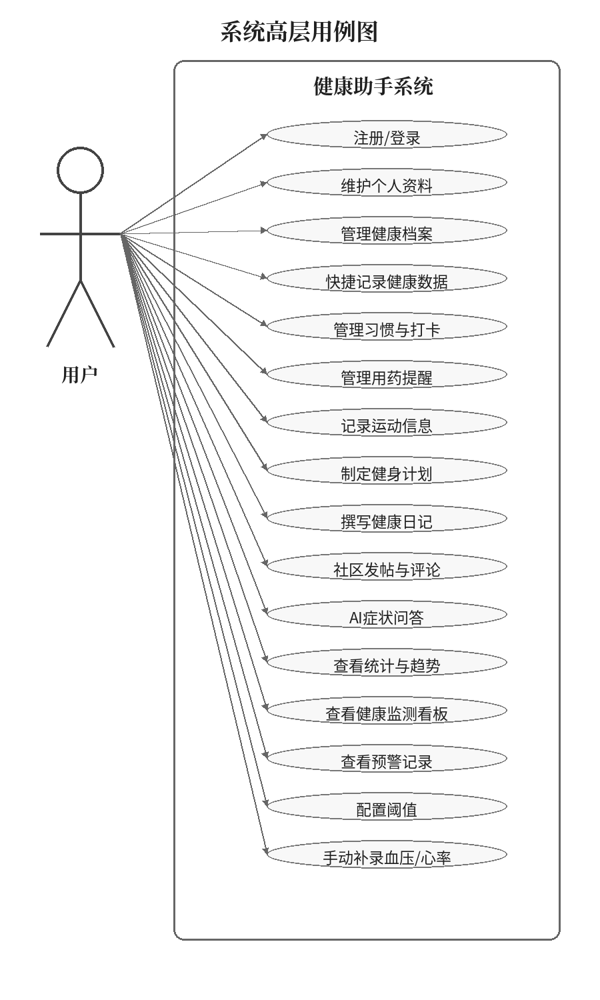 系统高层用例图
健康助手系统
注册/登录
维护个人资料
管理健康档案
快捷记录健康数据
管理习惯与打卡
管理用药提醒
用户
记录运动信息
制定健身计划
撰写健康日记
社区发帖与评论
AI症状问答
查看统计与趋势
查看健康监测看板
查看预警记录
配置阈值
手动补录血压/心率